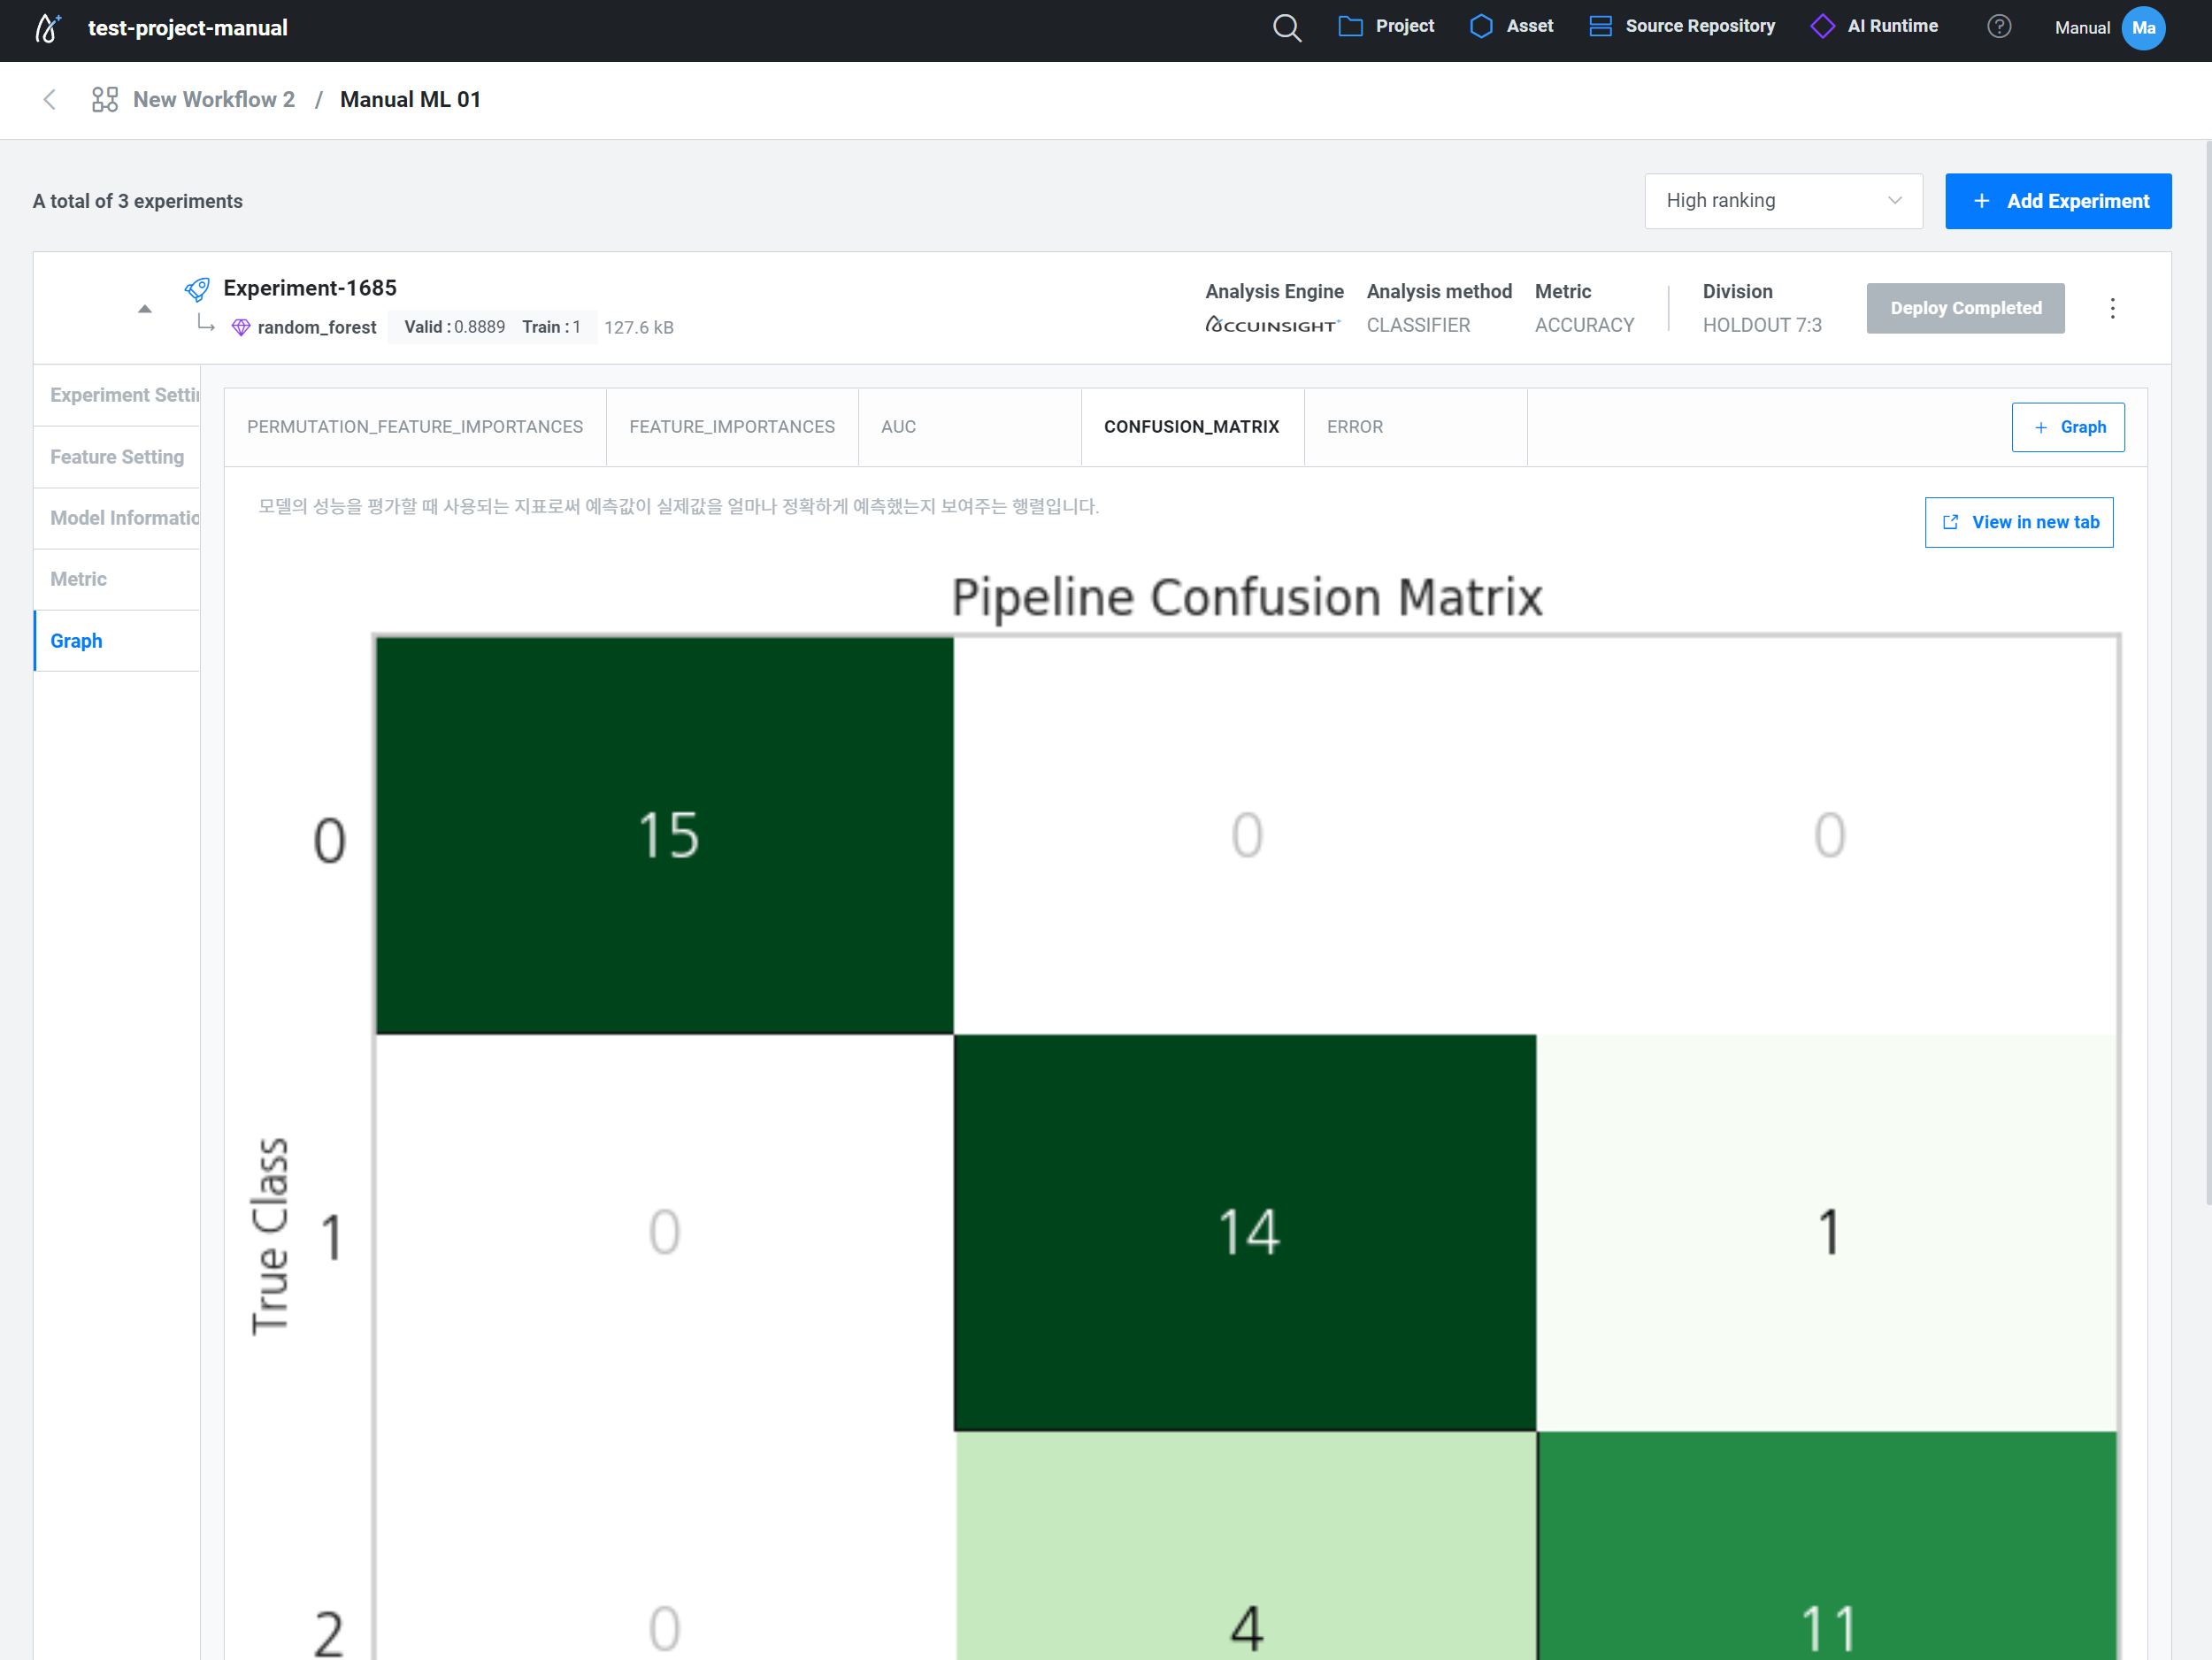 test-project-manual
Project
Asset
Source Repository
AI Runtime
?
Manual
Ma
New Workflow 2 / Manual ML 01
A total of 3 experiments
High ranking
+ Add Experiment
Experiment-1685
random_forest
Valid : 0.8889 Train : 1
127.6 kB
Analysis Engine
ACCUINSIGHT+
Analysis method
CLASSIFIER
Metric
ACCURACY
Division
HOLDOUT 7:3
Deploy Completed
Experiment Settin
Feature Setting
Model Informatio
Metric
Graph
PERMUTATION_FEATURE_IMPORTANCES
FEATURE_IMPORTANCES
AUC
CONFUSION_MATRIX
ERROR
+ Graph
모델의 성능을 평가할 때 사용되는 지표로써 예측값이 실제값을 얼마나 정확하게 예측했는지 보여주는 행렬입니다.
View in new tab
Pipeline Confusion Matrix
True Class
0 15 0 0
1 0 14 1
2 0 4 11